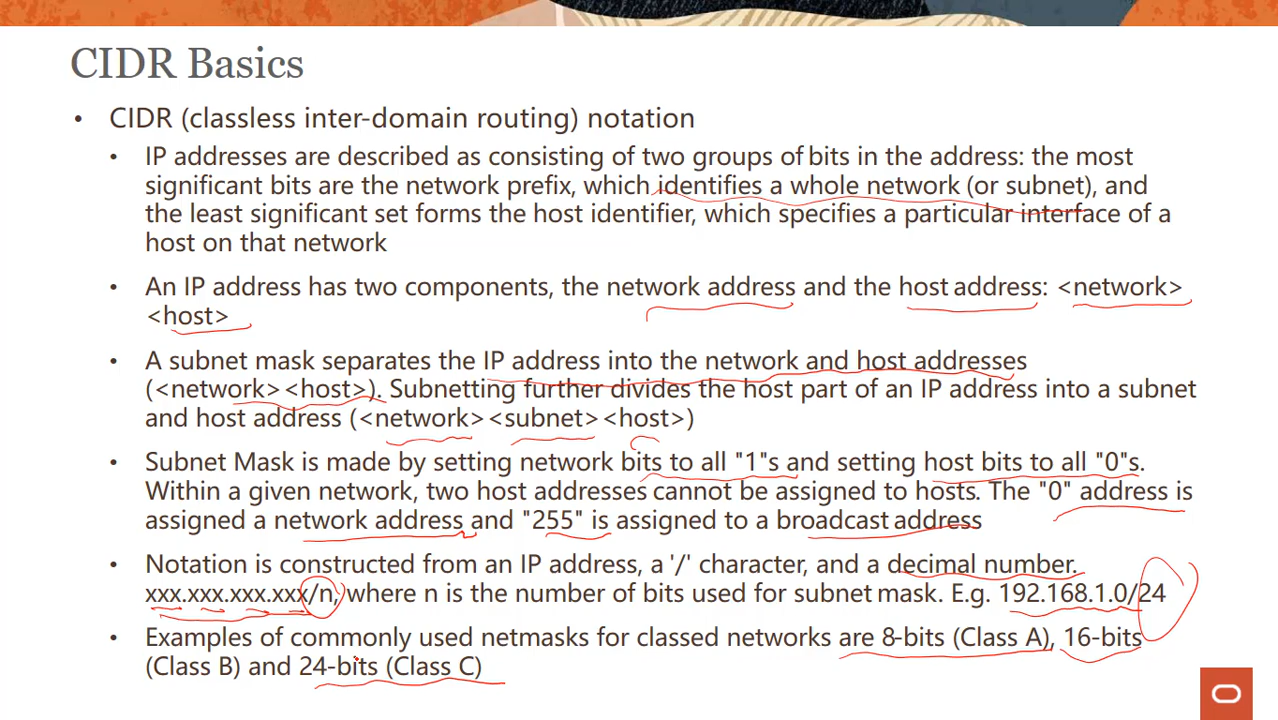 CIDR Basics
• CIDR (classless inter-domain routing) notation
• IP addresses are described as consisting of two groups of bits in the address: the most
significant bits are the network prefix, which identifies a whole network (or subnet), and
the least significant set forms the host identifier, which specifies a particular interface of a
host on that network
• An IP address has two components, the network address and the host address: <network>
<host>
• A subnet mask separates the IP address into the network and host addresses
(<network><host>). Subnetting further divides the host part of an IP address into a subnet
and host address (<network><subnet><host>)
• Subnet Mask is made by setting network bits to all "1"s and setting host bits to all "0"s.
Within a given network, two host addresses cannot be assigned to hosts. The "0" address is
assigned a network address and "255" is assigned to a broadcast address
• Notation is constructed from an IP address, a '/' character, and a decimal number.
xxx.xxx.xxx.xxx/n, where n is the number of bits used for subnet mask. E.g. 192.168.1.0/24
• Examples of commonly used netmasks for classed networks are 8-bits (Class A), 16-bits
(Class B) and 24-bits (Class C)